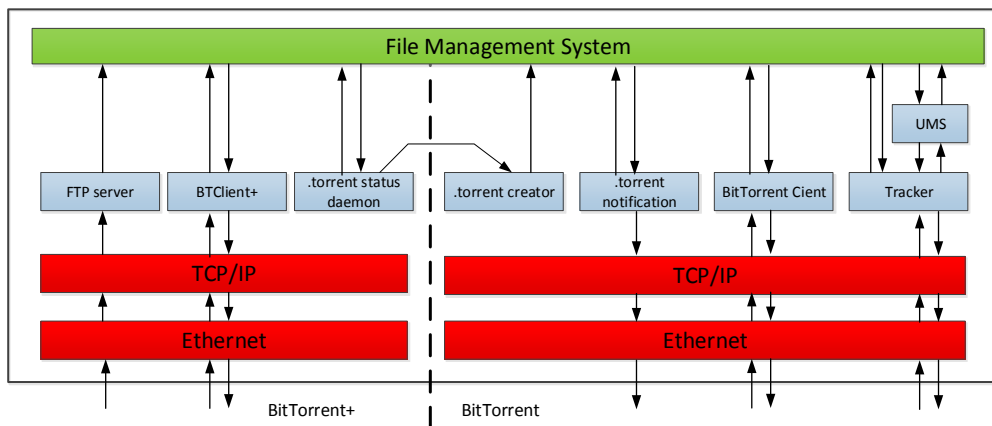 File Management System
UMS
FTP server
BTClient+
.torrent status
daemon
.torrent creator
.torrent
notification
BitTorrent Cient
Tracker
TCP/IP
TCP/IP
Ethernet
Ethernet
BitTorrent+
BitTorrent